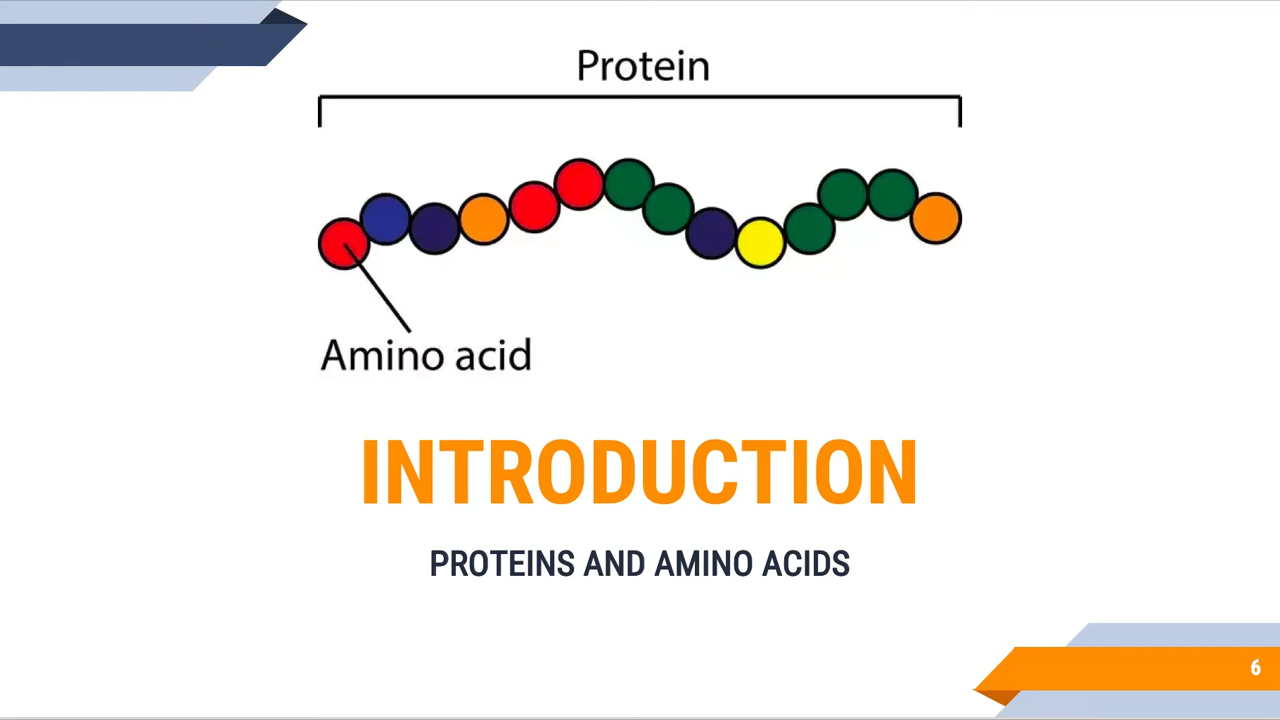 Protein
Amino acid
INTRODUCTION
PROTEINS AND AMINO ACIDS
6